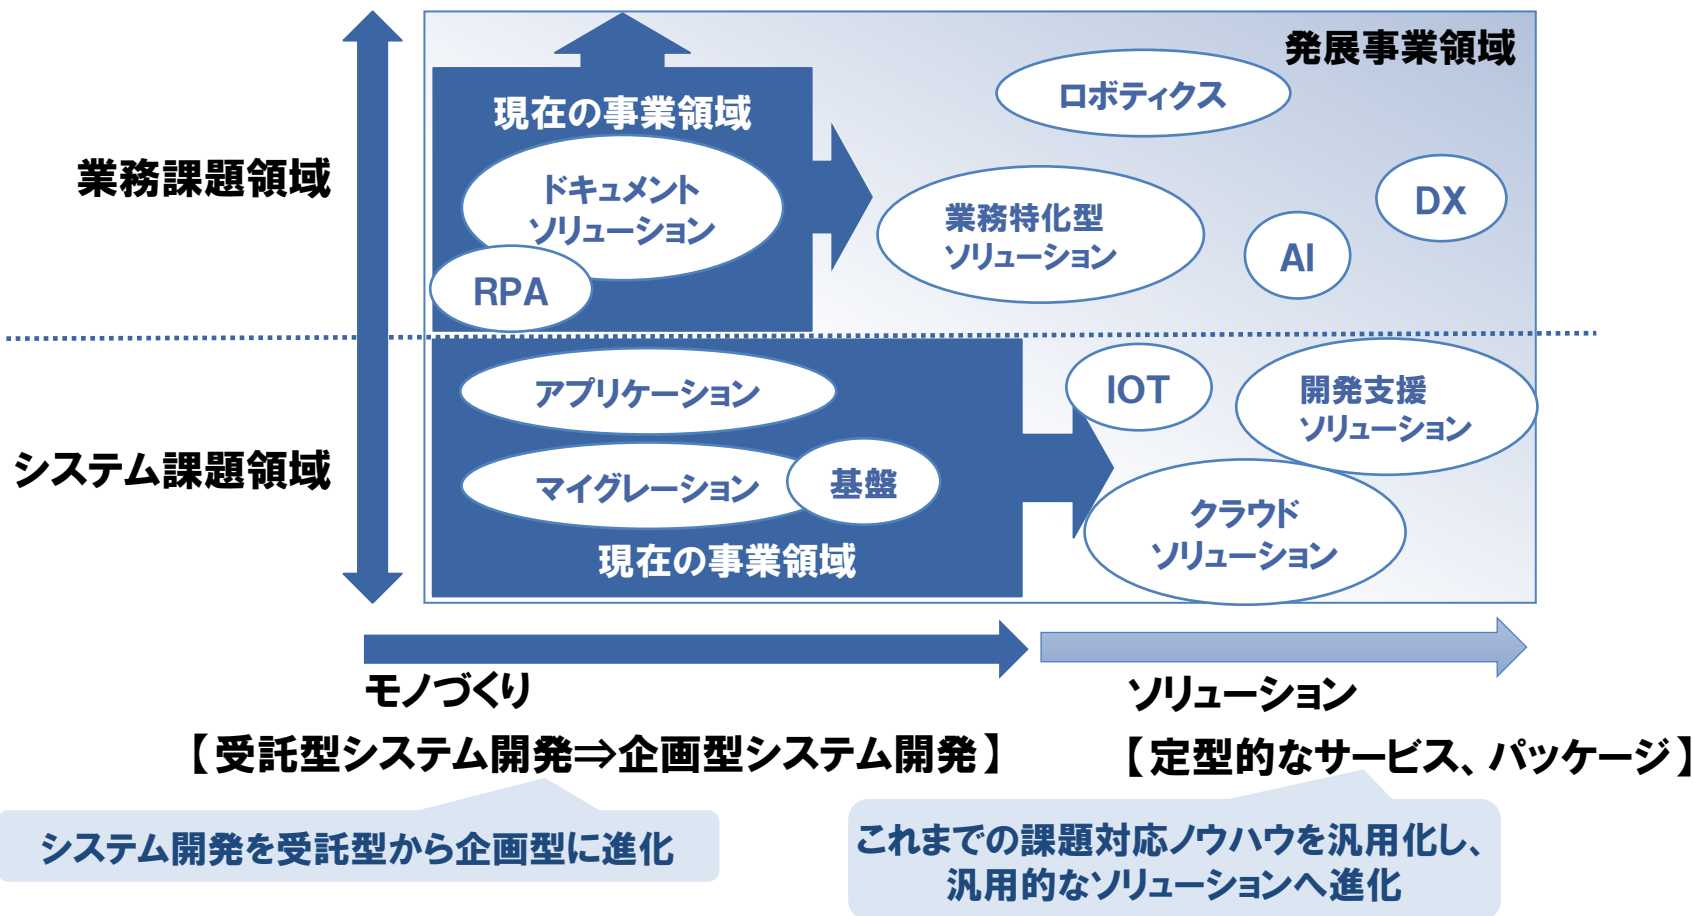 発展事業領域
現在の事業領域
ロボティクス
業務課題領域
ドキュメント
ソリューション
業務特化型
ソリューション
DX
AI
RPA
アプリケーション
IOT
開発支援
ソリューション
システム課題領域
マイグレーション
基盤
クラウド
ソリューション
現在の事業領域
モノづくり
ソリューション
【受託型システム開発⇒企画型システム開発】
【定型的なサービス、パッケージ】
システム開発を受託型から企画型に進化
これまでの課題対応ノウハウを汎用化し、
汎用的なソリューションへ進化